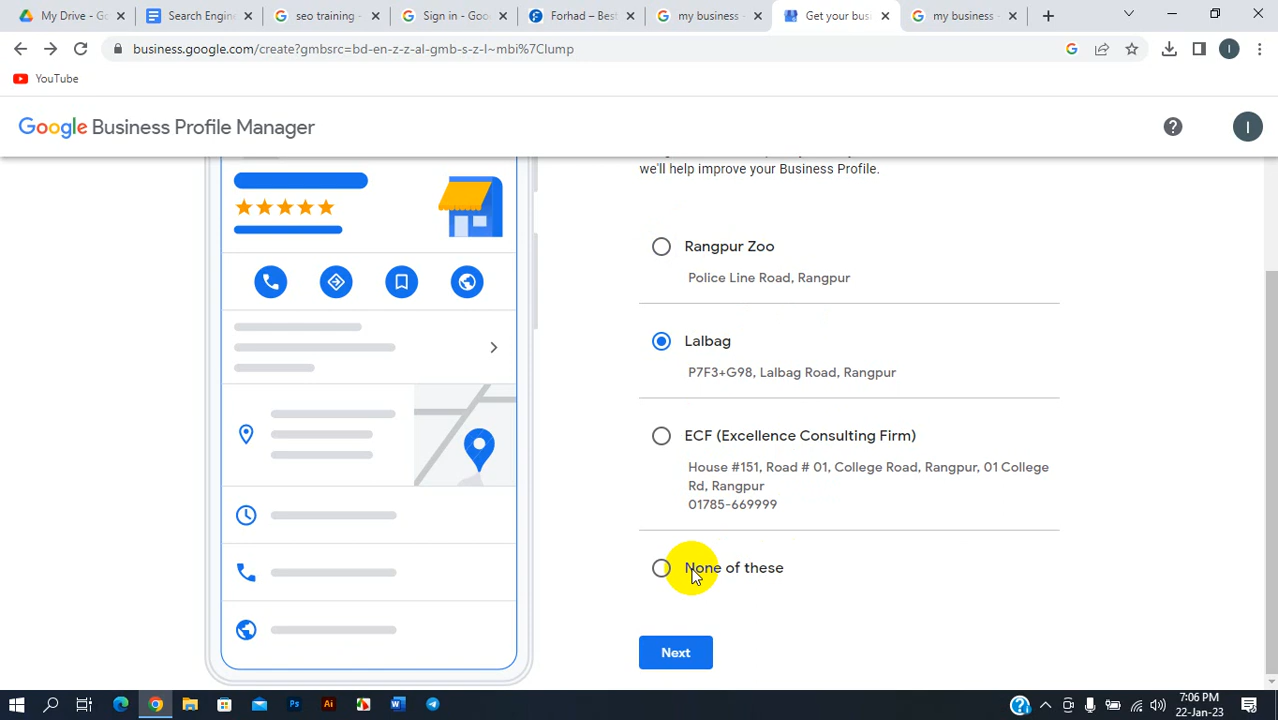 My Drive - G
Search Engin
seo training
Sign in - Goo
Forhad – Bes
my business -
Get your busi
my business -
business.google.com/create?gmbsrc=bd-en-z-z-al-gmb-s-z-l~mbi%7Clump
YouTube
Google Business Profile Manager
I
we'll help improve your Business Profile.
Rangpur Zoo
Police Line Road, Rangpur
Lalbag
P7F3+G98, Lalbag Road, Rangpur
ECF (Excellence Consulting Firm)
House #151, Road # 01, College Road, Rangpur, 01 College
Rd, Rangpur
01785-669999
None of these
Next
7:06 PM
22-Jan-23